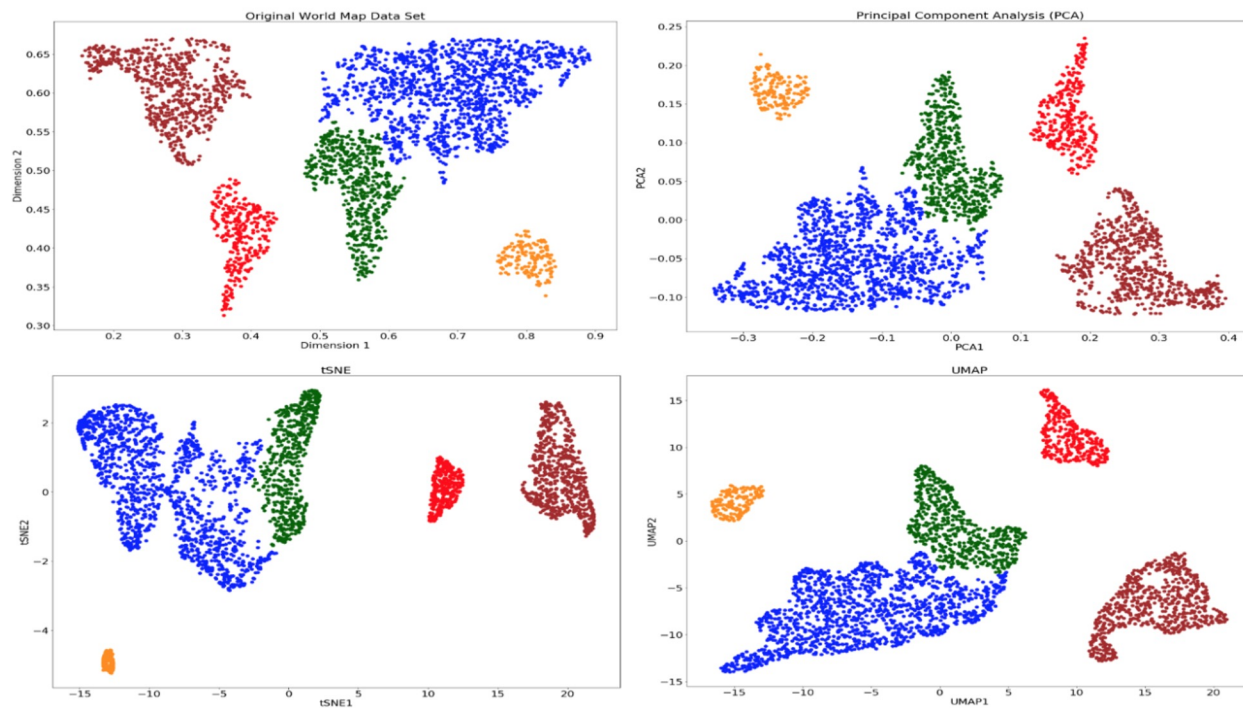 Original World Map Data Set
Dimension 2
0.65
0.60
0.55
0.50
0.45
0.40
0.35
0.30
0.2 0.3 0.4 0.5 0.6 0.7 0.8 0.9
Dimension 1
Principal Component Analysis (PCA)
PCA2
0.25
0.20
0.15
0.10
0.05
0.00
−0.05
−0.10
−0.3 −0.2 −0.1 0.0 0.1 0.2 0.3 0.4
PCA1
tSNE
tSNE2
2
0
−2
−4
−15 −10 −5 0 5 10 15 20
tSNE1
UMAP
UMAP2
15
10
5
0
−5
−10
−15
−15 −10 −5 0 5 10 15 20
UMAP1